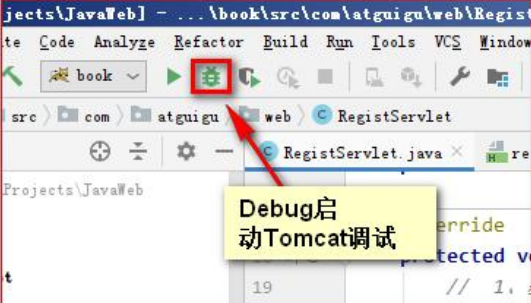 jects\JavaWeb] - ...\book\src\com\atguigu\web\Regist
te Code Analyze Refactor Build Run Tools VCS Window
book
src com atguigu web RegistServlet
RegistServlet.java × re
Projects\JavaWeb
Debug启
动Tomcat调试
erride
protected v
t
19 // 1、